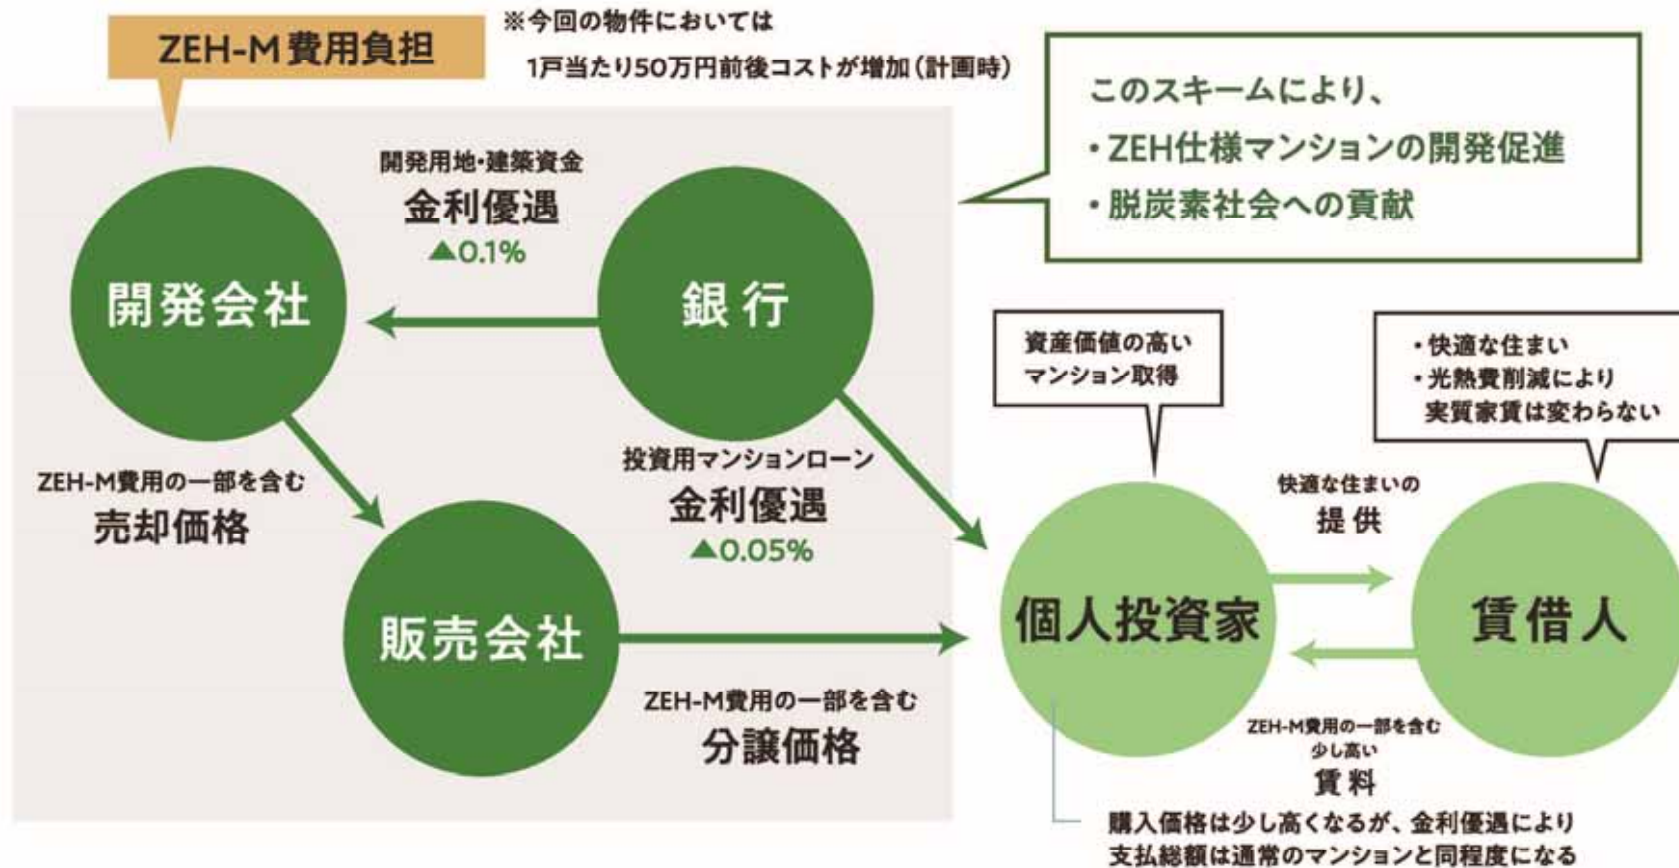 ZEH-M費用負担
※今回の物件においては
1戸当たり50万円前後コストが増加(計画時)
このスキームにより、
・ZEH仕様マンションの開発促進
・脱炭素社会への貢献
開発用地・建築資金
金利優遇
▲0.1%
開発会社
銀行
資産価値の高い
マンション取得
・快適な住まい
・光熱費削減により
実質家賃は変わらない
ZEH-M費用の一部を含む
売却価格
投資用マンションローン
金利優遇
▲0.05%
快適な住まいの
提供
販売会社
個人投資家
賃借人
ZEH-M費用の一部を含む
分譲価格
ZEH-M費用の一部を含む
少し高い
賃料
購入価格は少し高くなるが、金利優遇により
支払総額は通常のマンションと同程度になる